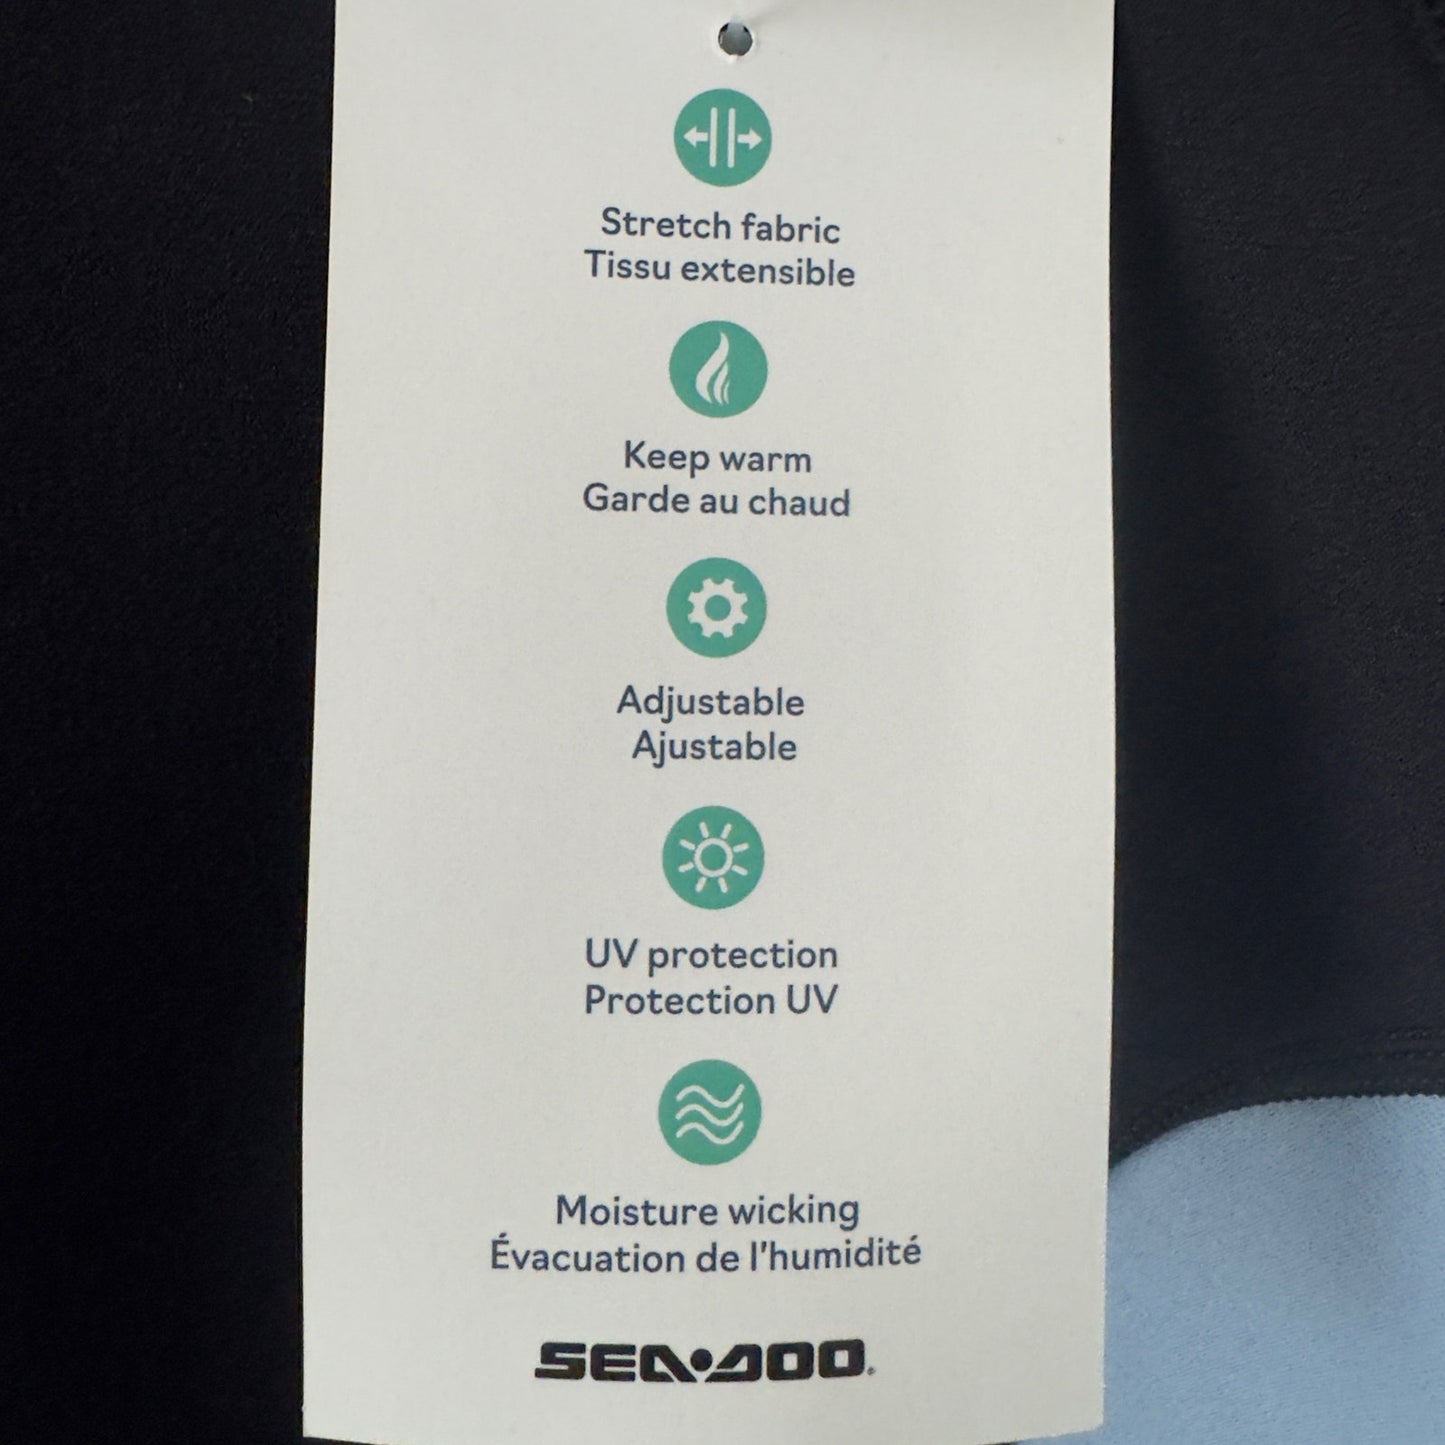 Stretch fabric
Tissu extensible
Keep warm
Garde au chaud
Adjustable
Ajustable
UV protection
Protection UV
Moisture wicking
Évacuation de l'humidité
SEA-DOO®